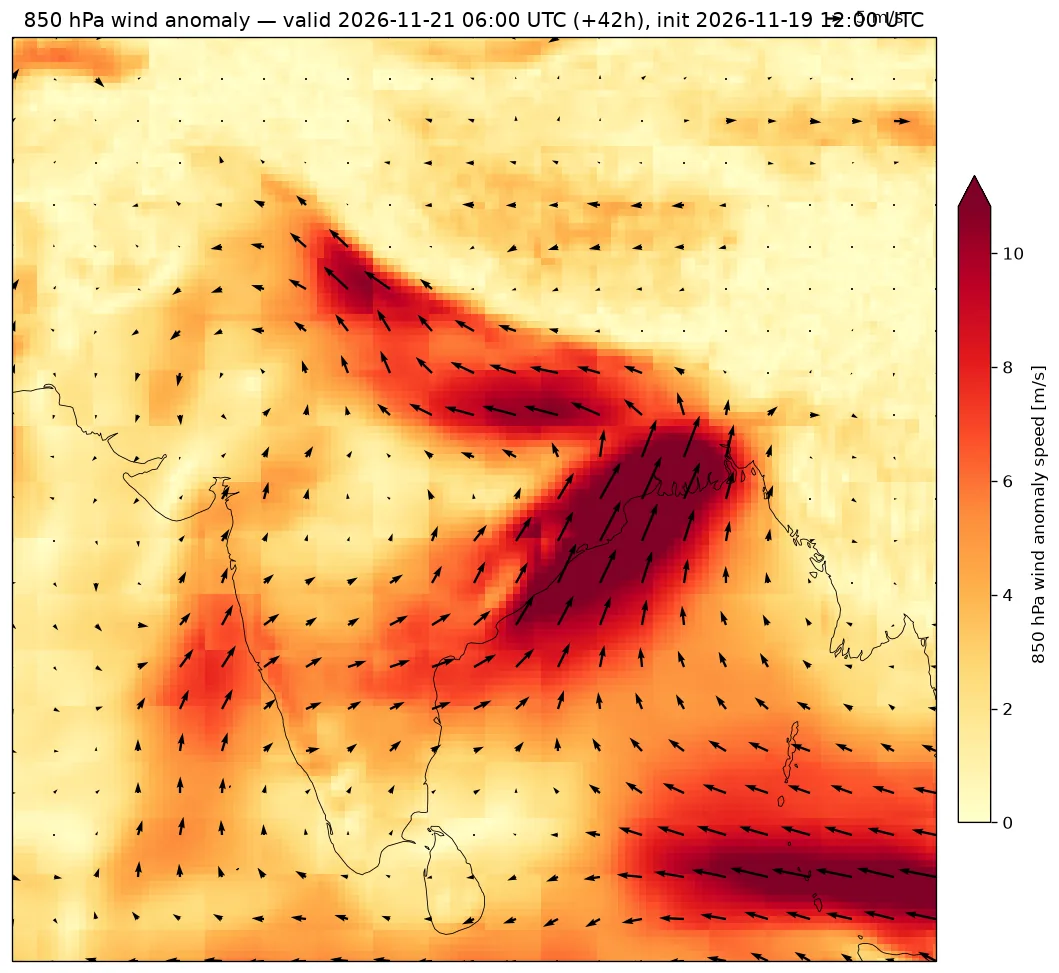 850 hPa wind anomaly — valid 2026-11-21 06:00 UTC (+42h), init 2026-11-19 12:00 UTC
5 m/s
10
8
6
4
2
0
850 hPa wind anomaly speed [m/s]